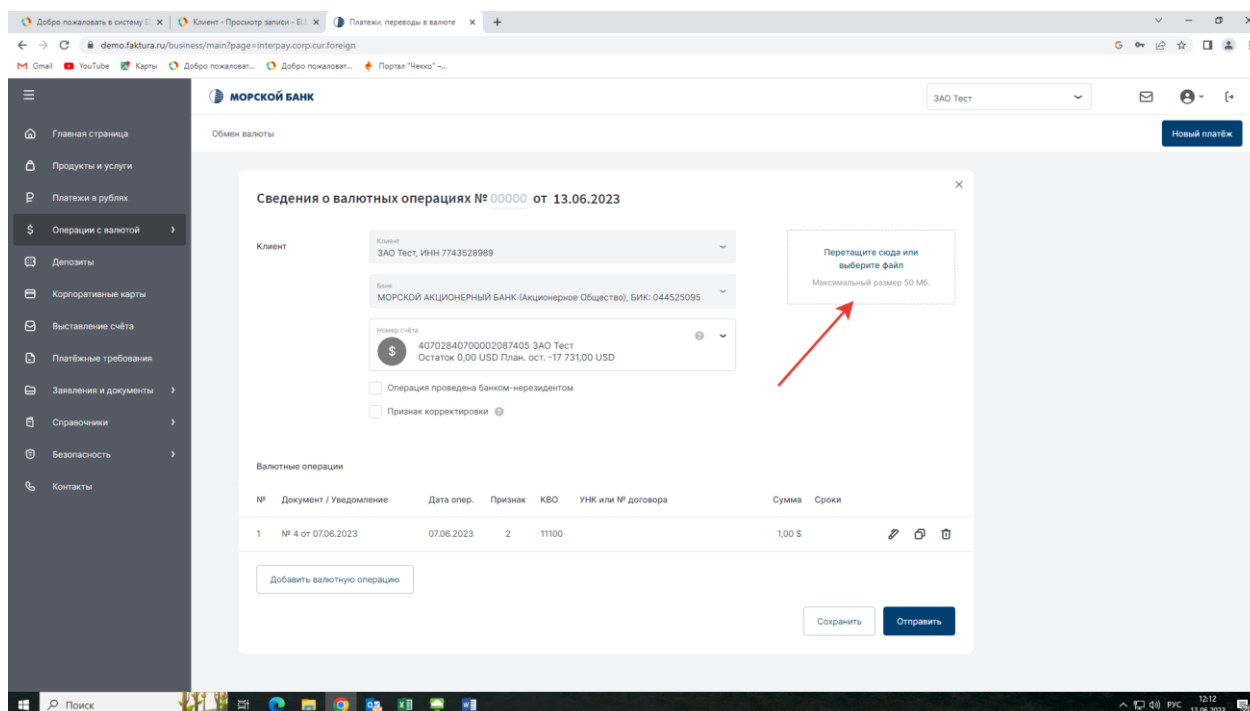 Добро пожаловать в систему E
Клиент - Просмотр записи - EL
Платежи, переводы в валюте
demo.faktura.ru/business/main?page=interpay.corp.cur.foreign
Gmail YouTube Карты Добро пожаловат... Добро пожаловат... Портал "Чекко" –...
МОРСКОЙ БАНК
ЗАО Тест
Главная страница
Обмен валюты
Новый платёж
Продукты и услуги
Платежи в рублях
Операции с валютой
Депозиты
Корпоративные карты
Выставление счёта
Платёжные требования
Заявления и документы
Справочники
Безопасность
Контакты
Сведения о валютных операциях № 00000 от 13.06.2023
Клиент
Клиент
ЗАО Тест, ИНН 7743528989
Банк
МОРСКОЙ АКЦИОНЕРНЫЙ БАНК (Акционерное Общество), БИК: 044525095
Номер счёта
$
40702840700002087405 ЗАО Тест
Остаток 0,00 USD План. ост. -17 731,00 USD
Операция проведена банком-нерезидентом
Признак корректировки
Перетащите сюда или
выберите файл
Максимальный размер 50 Мб.
Валютные операции
№ Документ / Уведомление Дата опер. Признак КВО УНК или № договора Сумма Сроки
1 № 4 от 07.06.2023 07.06.2023 2 11100 1,00 $
Добавить валютную операцию
Сохранить
Отправить
Поиск
РУС
12:12